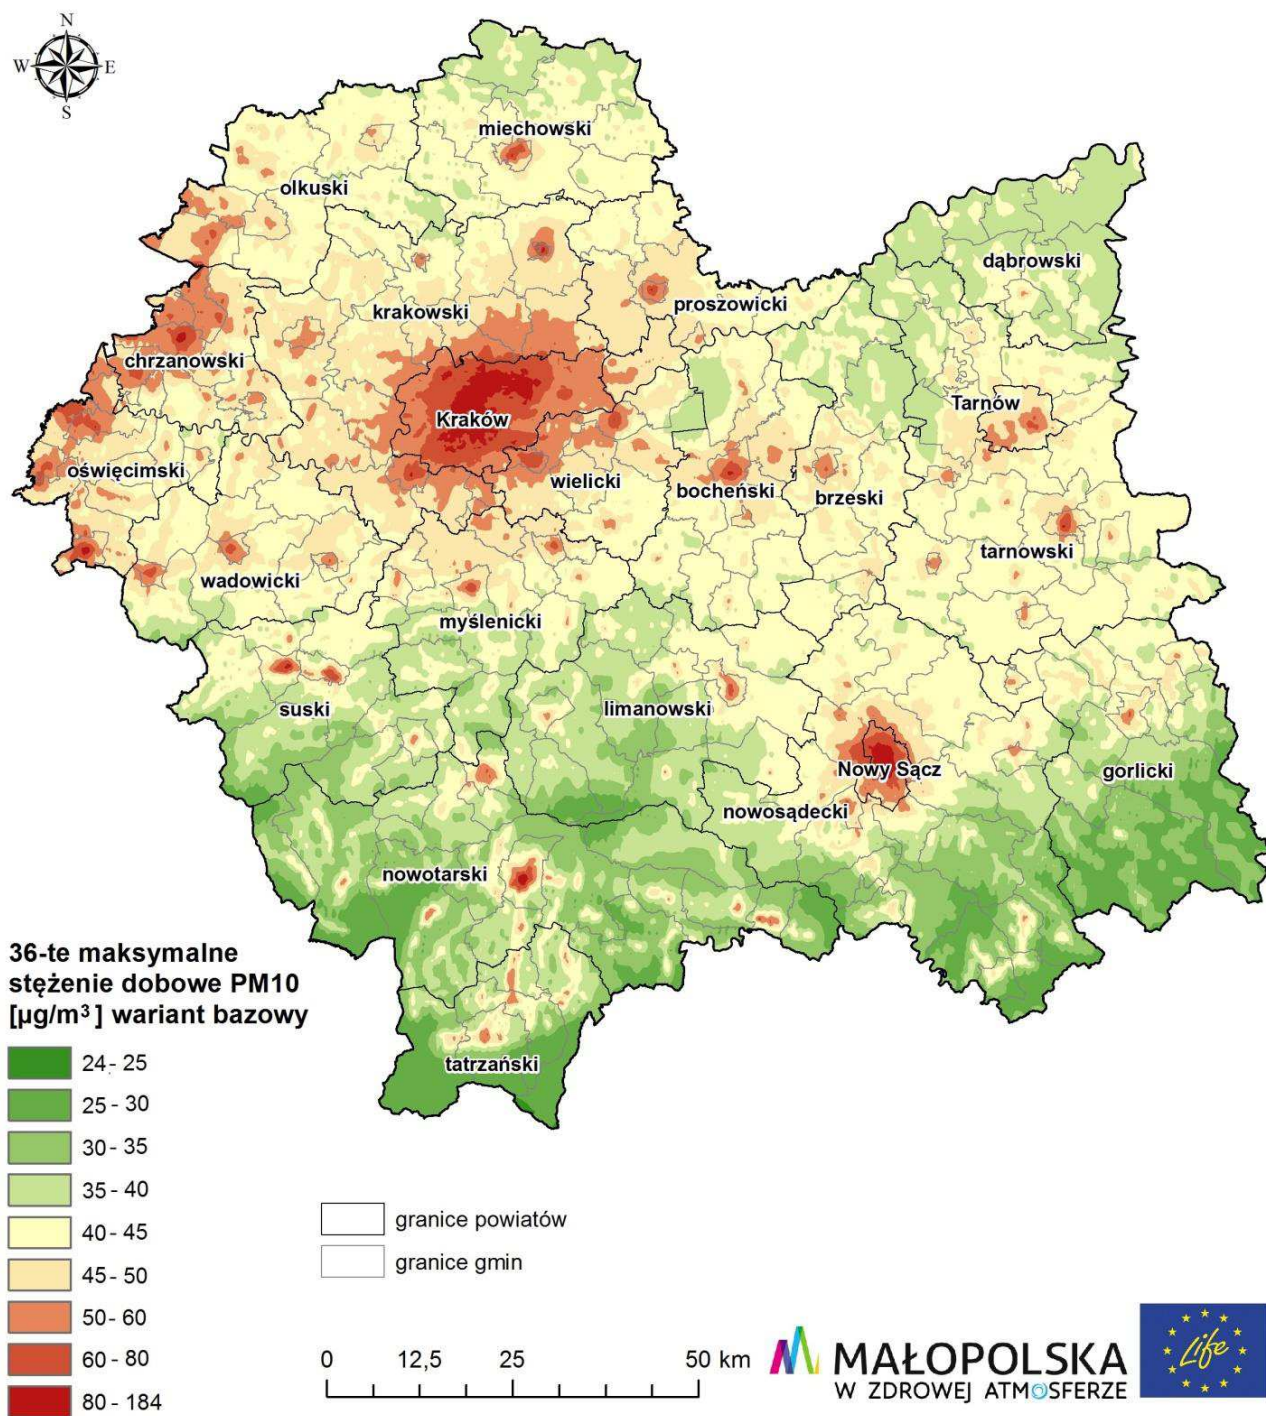 N
W E
S
miechowski
olkuski
dąbrowski
proszowicki
krakowski
chrzanowski
Tarnów
Kraków
oświęcimski
wielicki
bocheński
brzeski
tarnowski
wadowicki
myślenicki
suski
limanowski
Nowy Sącz
gorlicki
nowosądecki
nowotarski
tatrzański
36-te maksymalne
stężenie dobowe PM10
[µg/m³] wariant bazowy
24 - 25
25 - 30
30 - 35
35 - 40
40 - 45
45 - 50
50 - 60
60 - 80
80 - 184
granice powiatów
granice gmin
0 12,5 25 50 km
MAŁOPOLSKA
W ZDROWEJ ATMOSFERZE
Life